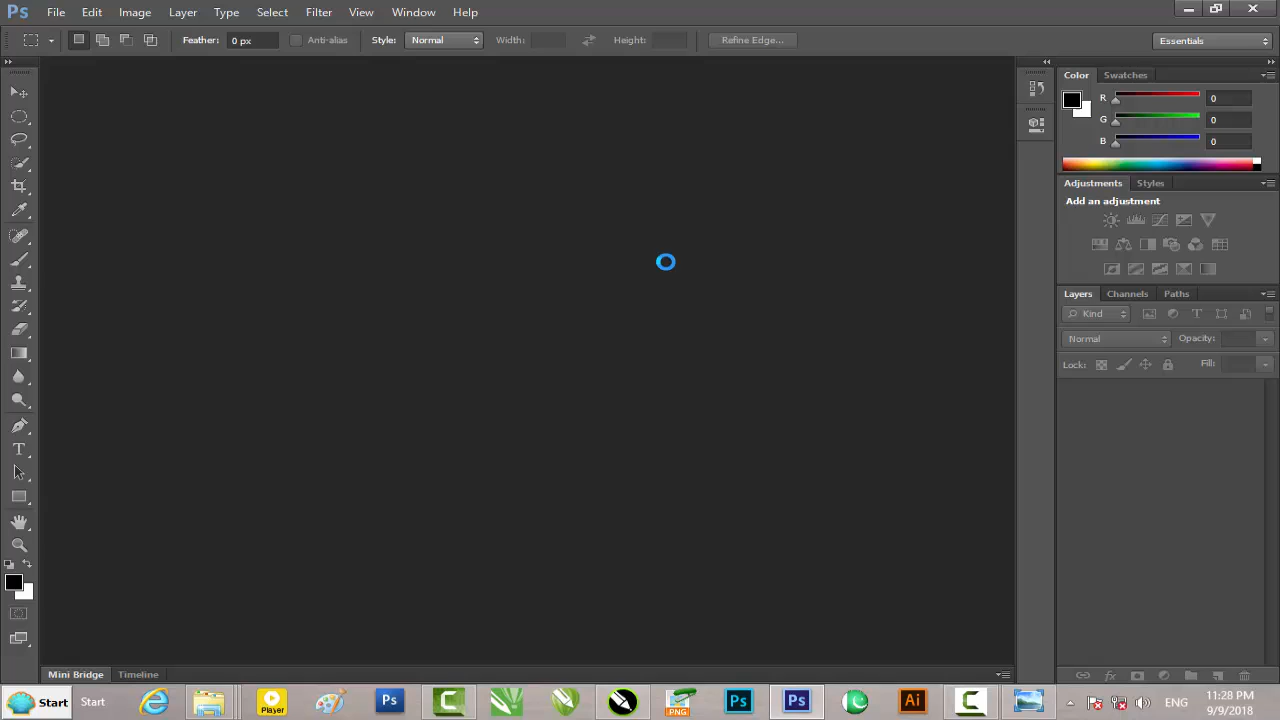 Ps File Edit Image Layer Type Select Filter View Window Help
Feather: 0 px Anti-alias Style: Normal Width: Height: Refine Edge... Essentials
Color Swatches
R 0
G 0
B 0
Adjustments Styles
Add an adjustment
Layers Channels Paths
Kind T
Normal Opacity:
Lock: Fill:
T
Mini Bridge Timeline
fx
Start Start Player Ps C PNG Ps Ps Ai C ENG 11:28 PM
9/9/2018